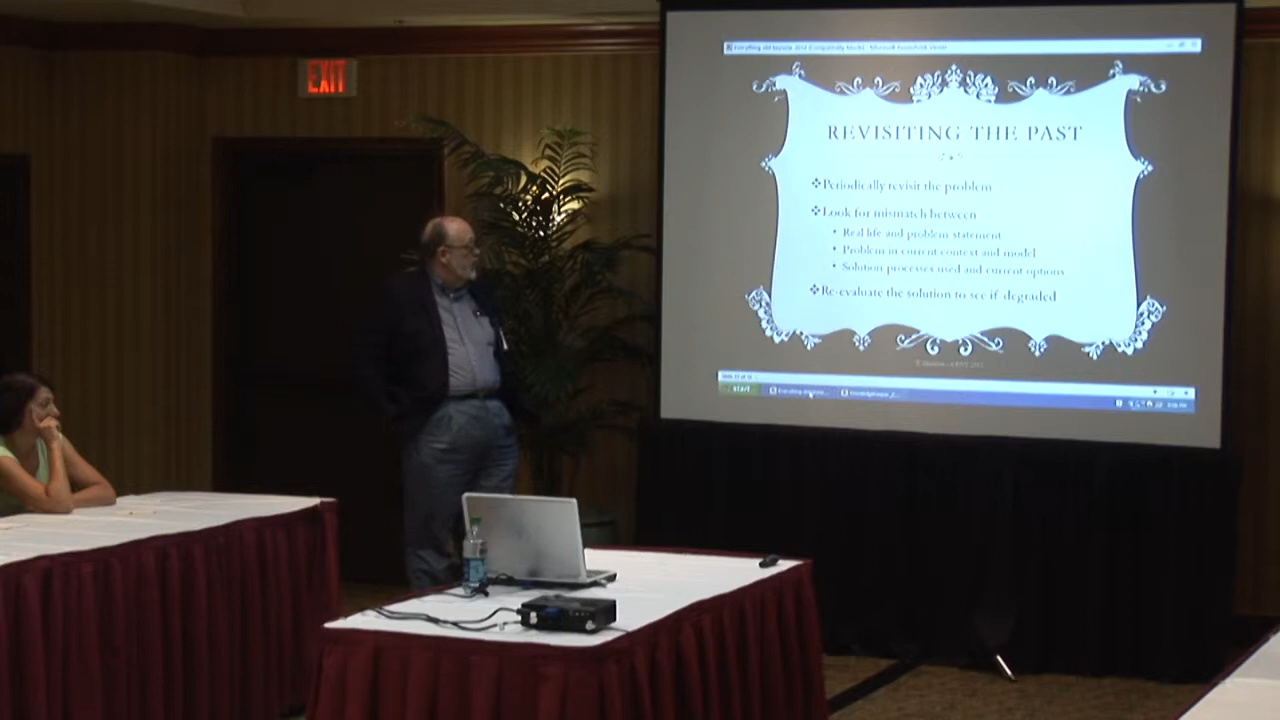 EXIT
REVISITING THE PAST
Periodically revisit the problem
Look for mismatch between
Real life and problem statement
Problem in current context and model
Solution processes used and current options
Re-evaluate the solution to see if degraded
START